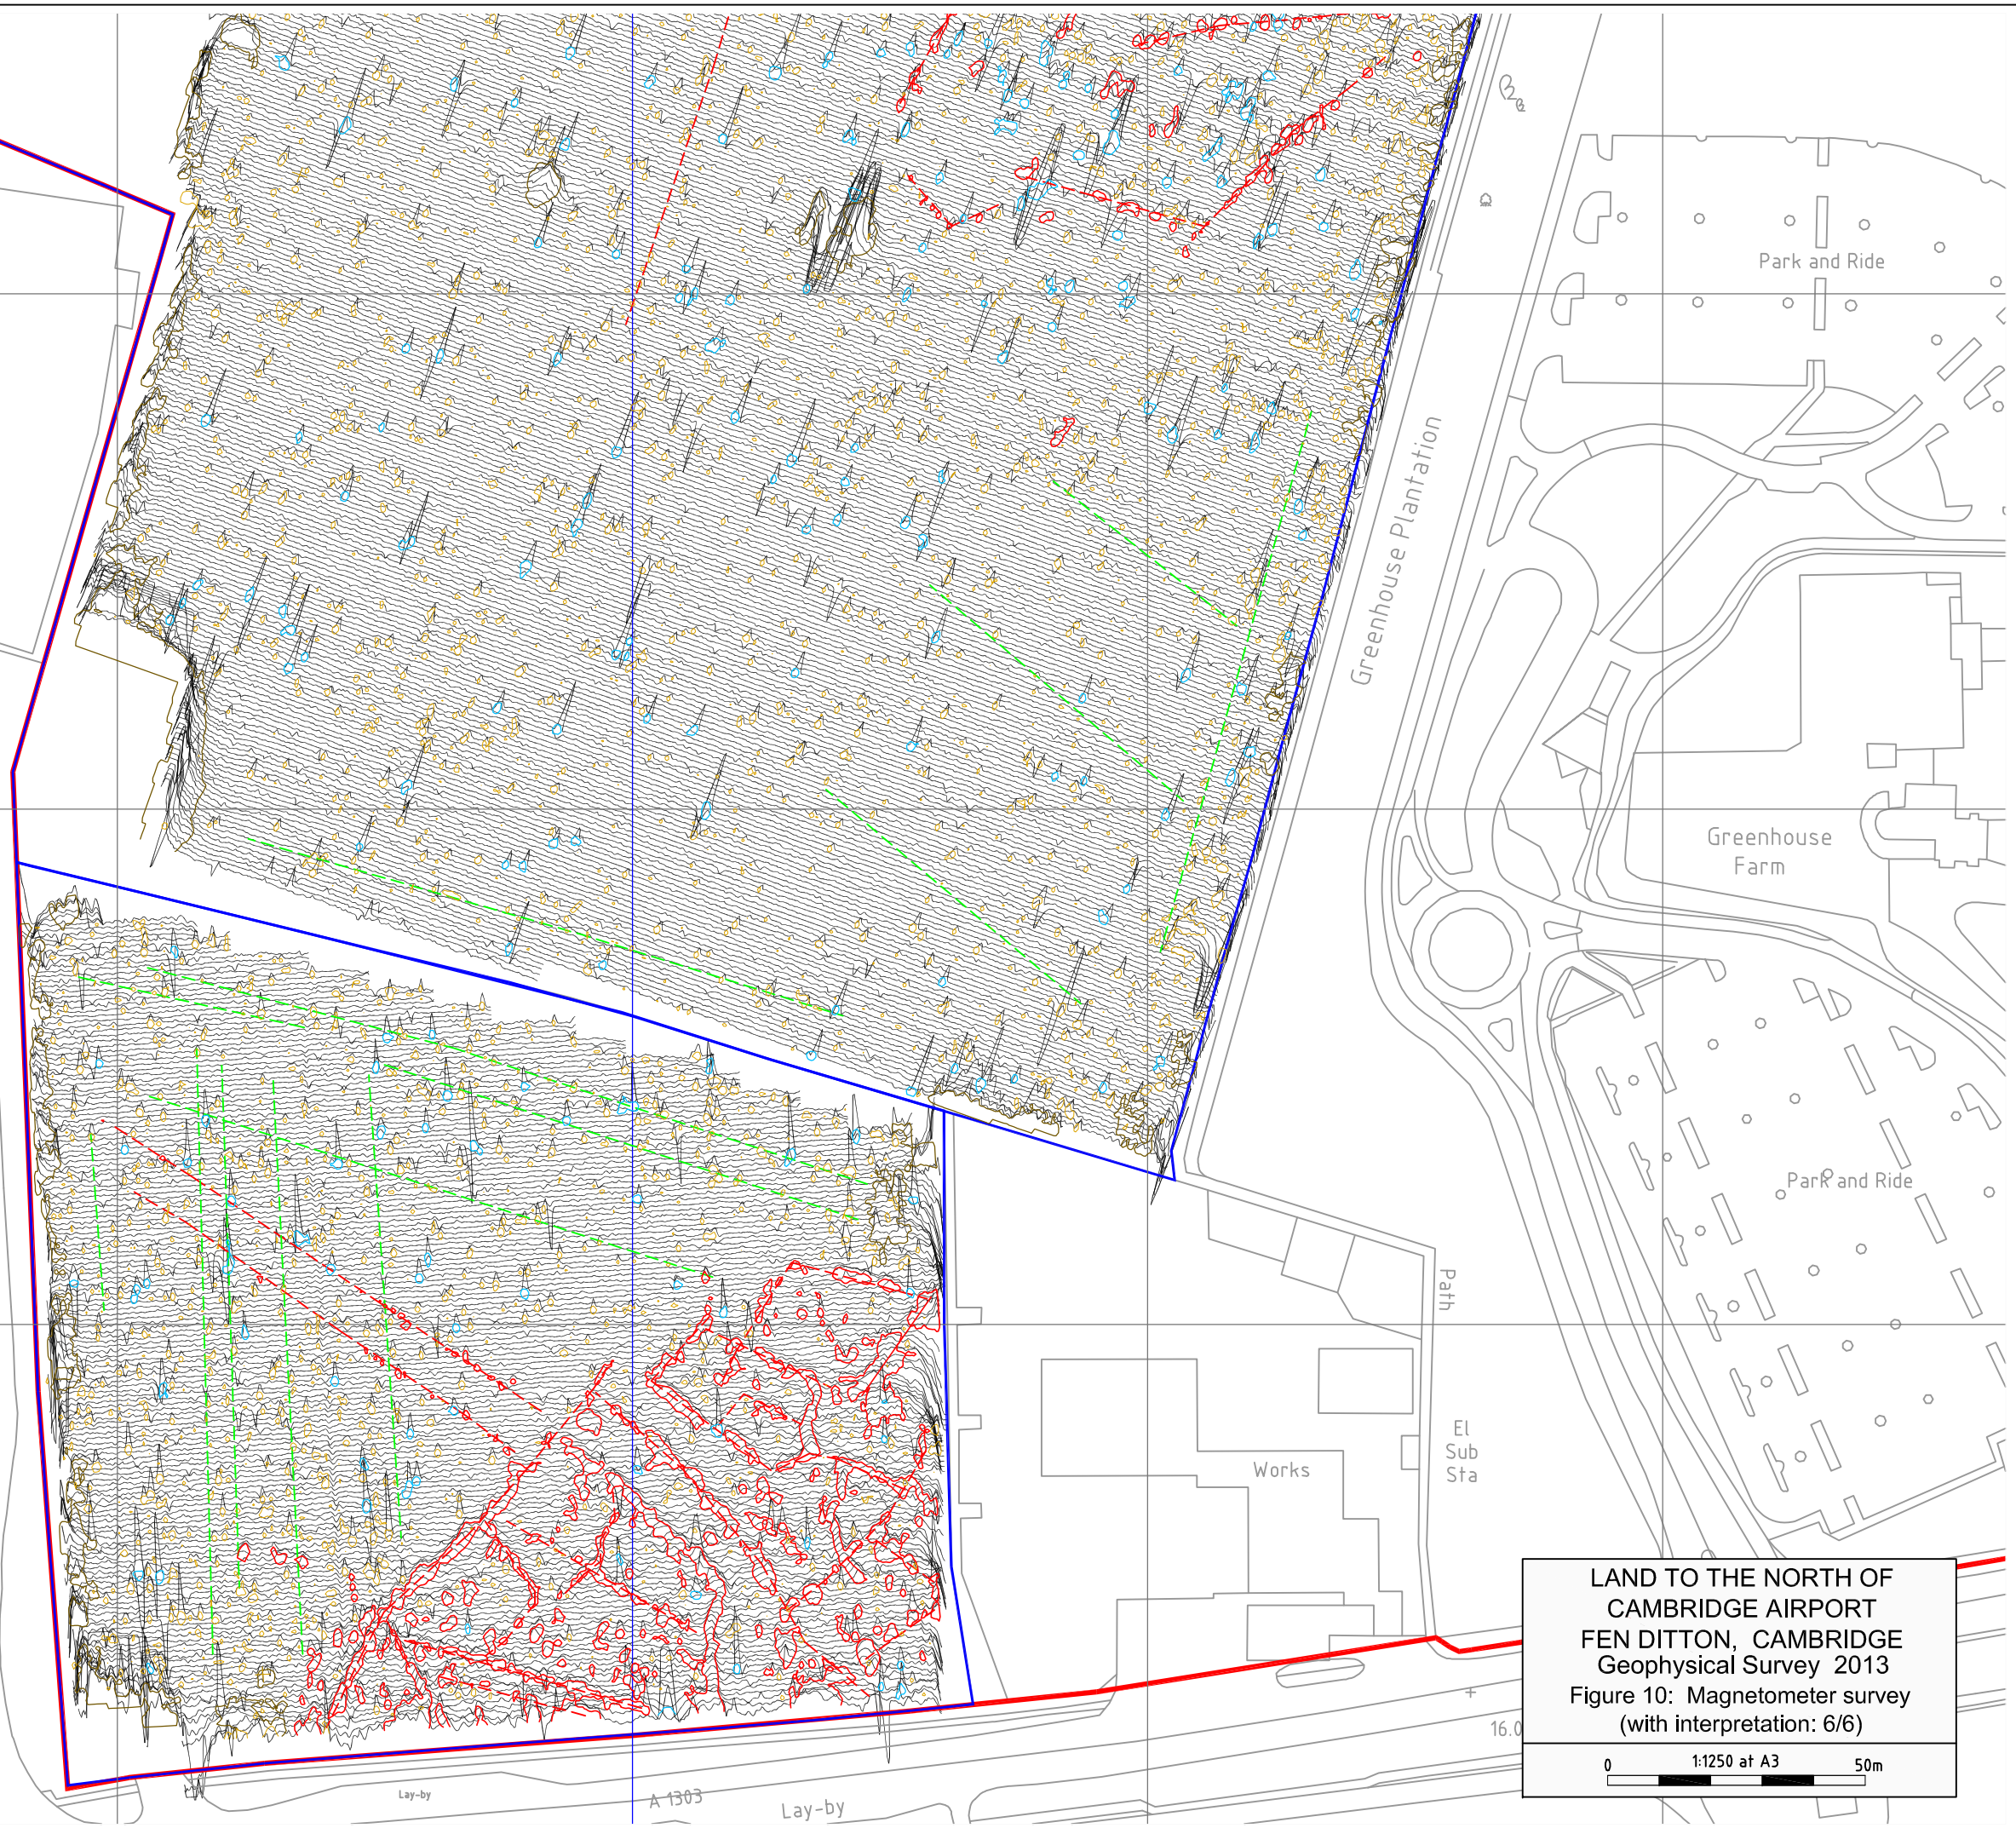 Park and Ride
Greenhouse Plantation
Greenhouse
Farm
Park and Ride
Path
El
Sub
Sta
Works
LAND TO THE NORTH OF
CAMBRIDGE AIRPORT
FEN DITTON, CAMBRIDGE
Geophysical Survey 2013
Figure 10: Magnetometer survey
(with interpretation: 6/6)
0 1:1250 at A3 50m
16.0
Lay-by
A 1303
Lay-by